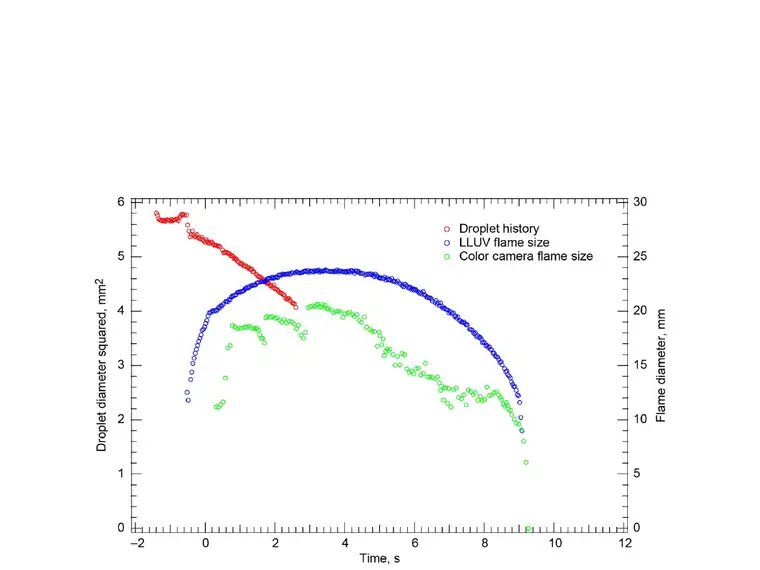 6
5
4
3
2
1
0
Droplet diameter squared, mm2
30
25
20
15
10
5
0
Flame diameter, mm
Droplet history
LLUV flame size
Color camera flame size
–2 0 2 4 6 8 10 12
Time, s